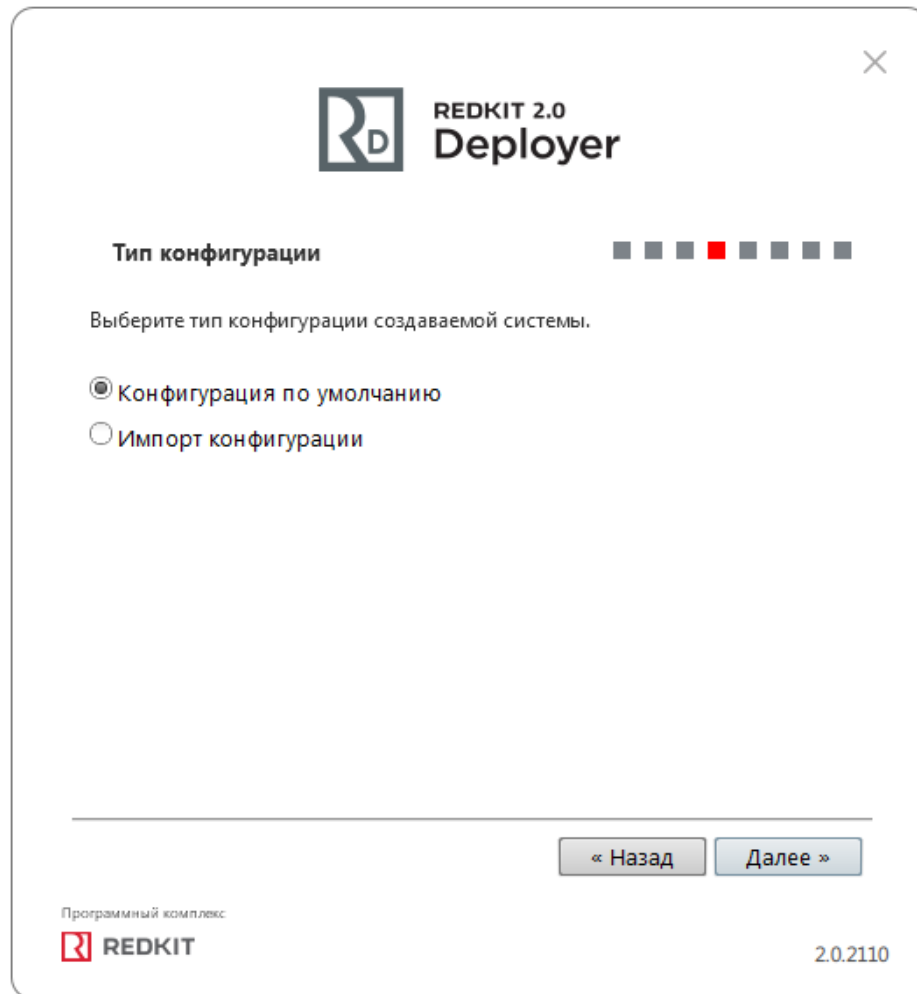 RD
REDKIT 2.0
Deployer
Тип конфигурации
Выберите тип конфигурации создаваемой системы.
Конфигурация по умолчанию
Импорт конфигурации
« Назад
Далее »
Программный комплекс
REDKIT
2.0.2110